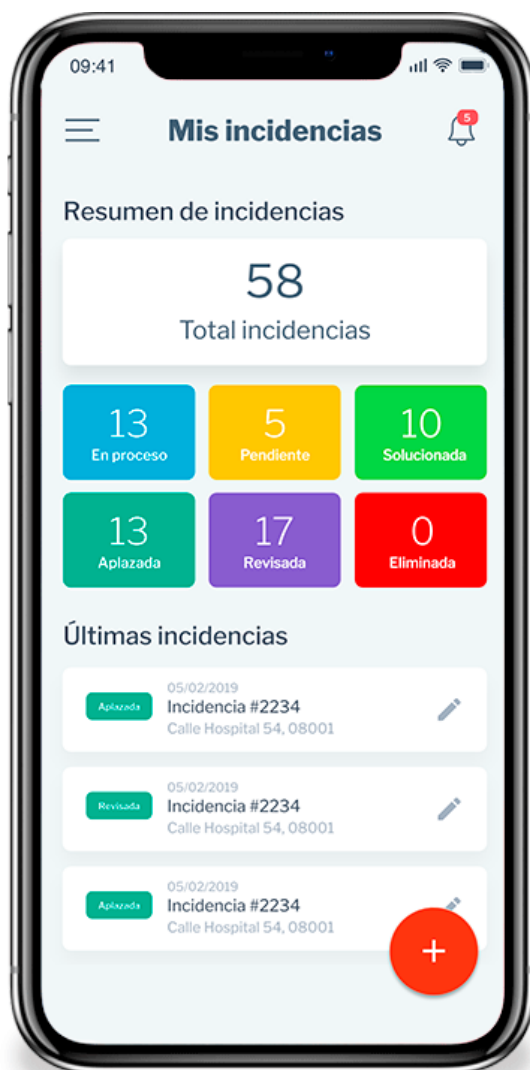 09:41
Mis incidencias
5
Resumen de incidencias
58
Total incidencias
13
En proceso
5
Pendiente
10
Solucionada
13
Aplazada
17
Revisada
0
Eliminada
Últimas incidencias
05/02/2019
Aplazada
Incidencia #2234
Calle Hospital 54, 08001
05/02/2019
Revisada
Incidencia #2234
Calle Hospital 54, 08001
05/02/2019
Aplazada
Incidencia #2234
Calle Hospital 54, 08001
+